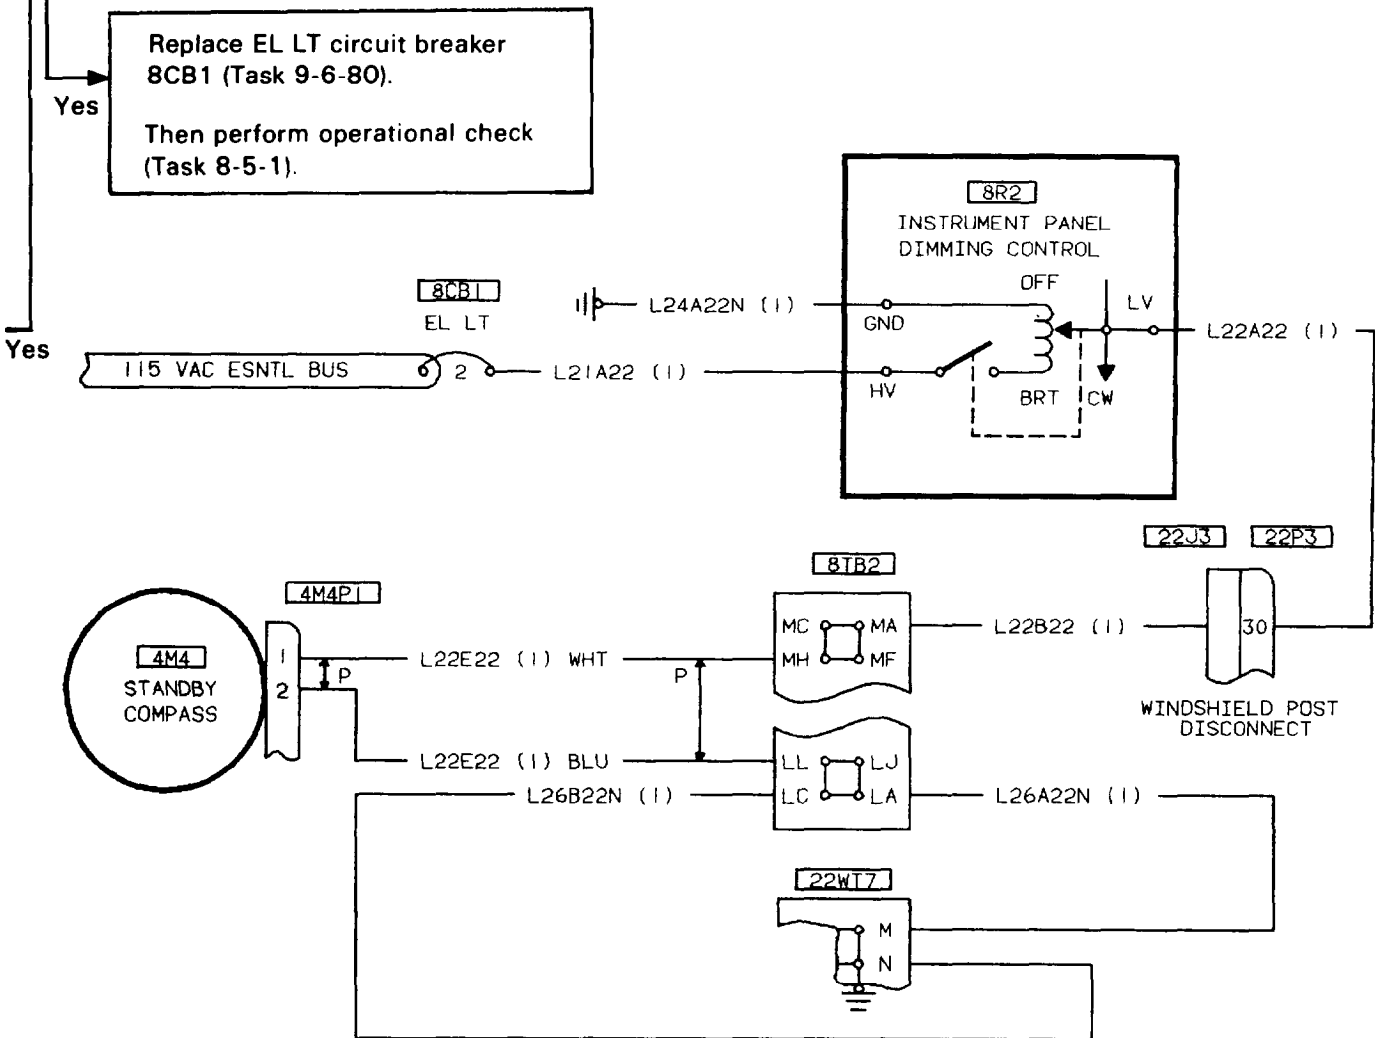 Replace EL LT circuit breaker
8CB1 (Task 9-6-80).
Yes
Then perform operational check
(Task 8-5-1).
8R2
INSTRUMENT PANEL
DIMMING CONTROL
8CB1
EL LT
L24A22N (1)
GND
OFF
LV
L22A22 (1)
Yes
115 VAC ESNTL BUS
2
L21A22 (1)
HV
BRT
CW
22J3
22P3
8TB2
4M4P1
4M4
STANDBY
COMPASS
1
2
P
L22E22 (1) WHT
P
MC
MA
MH
MF
L22B22 (1)
30
WINDSHIELD POST
DISCONNECT
L22E22 (1) BLU
LL
LJ
L26B22N (1)
LC
LA
L26A22N (1)
22WT7
M
N